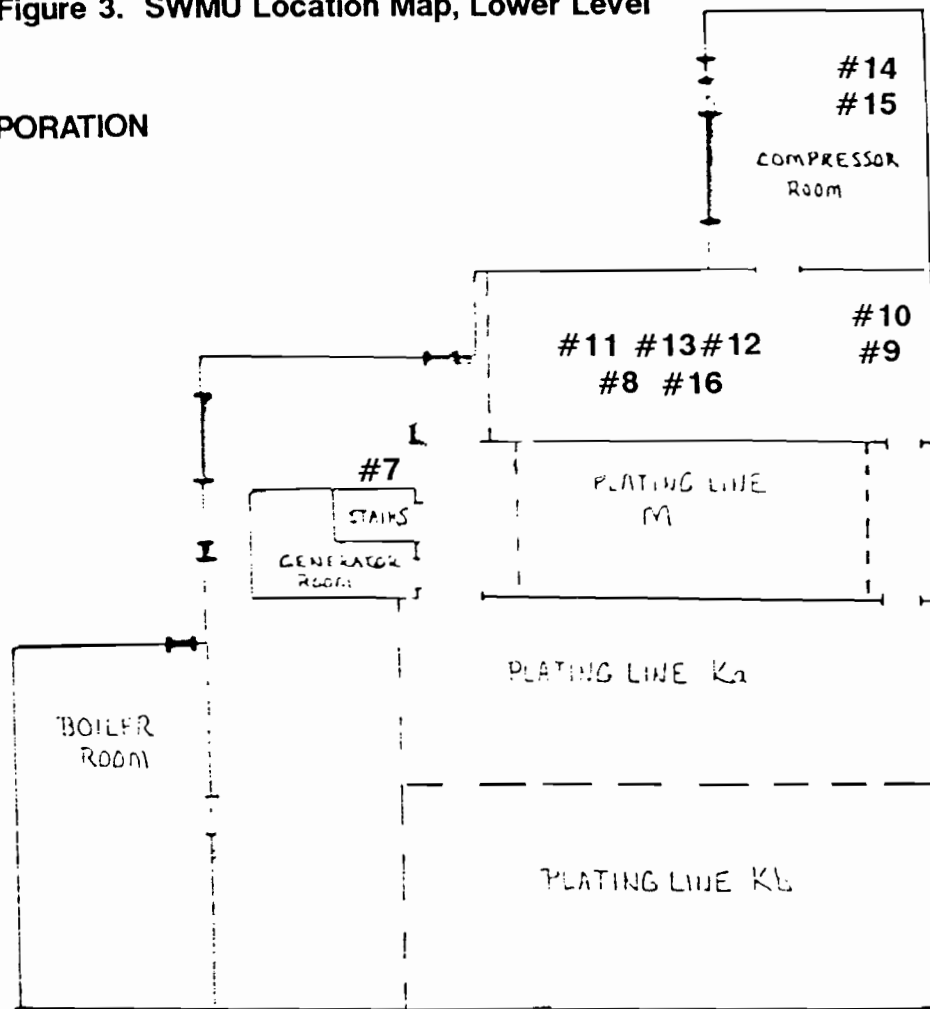 Figure 3. SWMU Location Map, Lower Level
PORATION
#14
#15
COMPRESSOR
ROOM
#10
#9
#11 #13 #12
#8 #16
#7
STAIRS
GENERATOR
ROOM
PLATING LINE
M
PLATING LINE Ka
BOILER
ROOM
PLATING LINE Kb